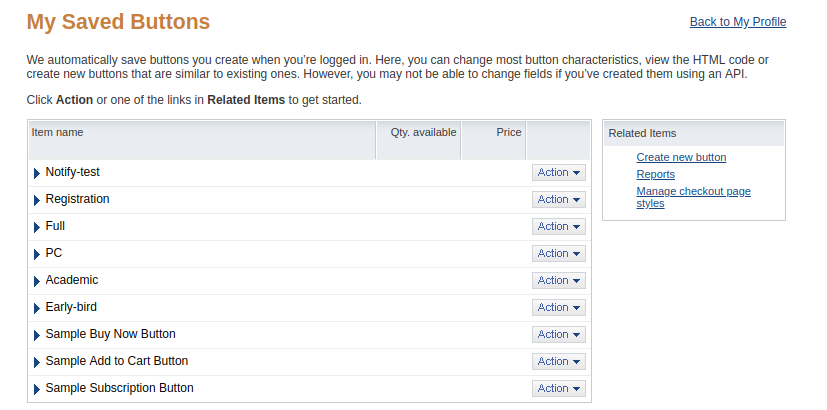 My Saved Buttons
Back to My Profile
We automatically save buttons you create when you're logged in. Here, you can change most button characteristics, view the HTML code or
create new buttons that are similar to existing ones. However, you may not be able to change fields if you've created them using an API.
Click Action or one of the links in Related Items to get started.
Item name Qty. available Price
Notify-test Action
Registration Action
Full Action
PC Action
Academic Action
Early-bird Action
Sample Buy Now Button Action
Sample Add to Cart Button Action
Sample Subscription Button Action
Related Items
Create new button
Reports
Manage checkout page
styles